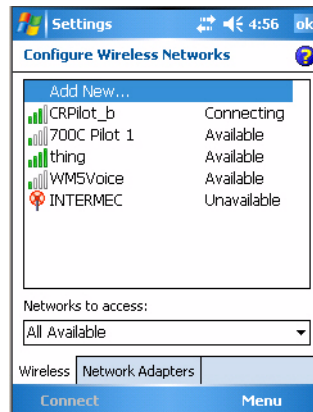 Settings 4:56 ok
Configure Wireless Networks ?
Add New...
CRPilot_b Connecting
700C Pilot 1 Available
thing Available
WM5Voice Available
INTERMEC Unavailable
Networks to access:
All Available
Wireless Network Adapters
Connect Menu